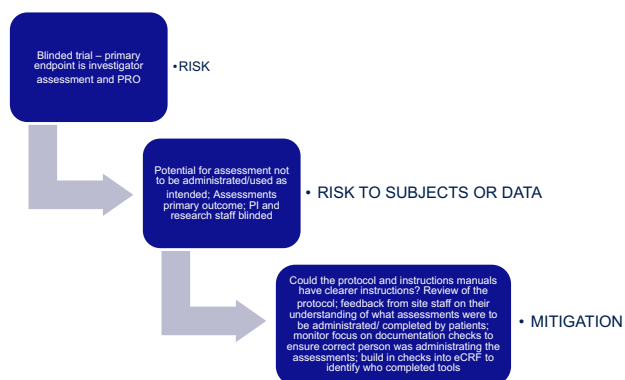 Blinded trial – primary
endpoint is investigator
assessment and PRO
•RISK
Potential for assessment not
to be administered/used as
intended; Assessments
primary outcome; PI and
research staff blinded
• RISK TO SUBJECTS OR DATA
Could the protocol and instructions manuals
have clearer instructions? Review of the
protocol; feedback from site staff on their
understanding of what assessments were to
be administrated/ completed by patients;
monitor focus on documentation checks to
ensure correct person was administrating the
assessments; build in checks into eCRF to
identify who completed tools
• MITIGATION